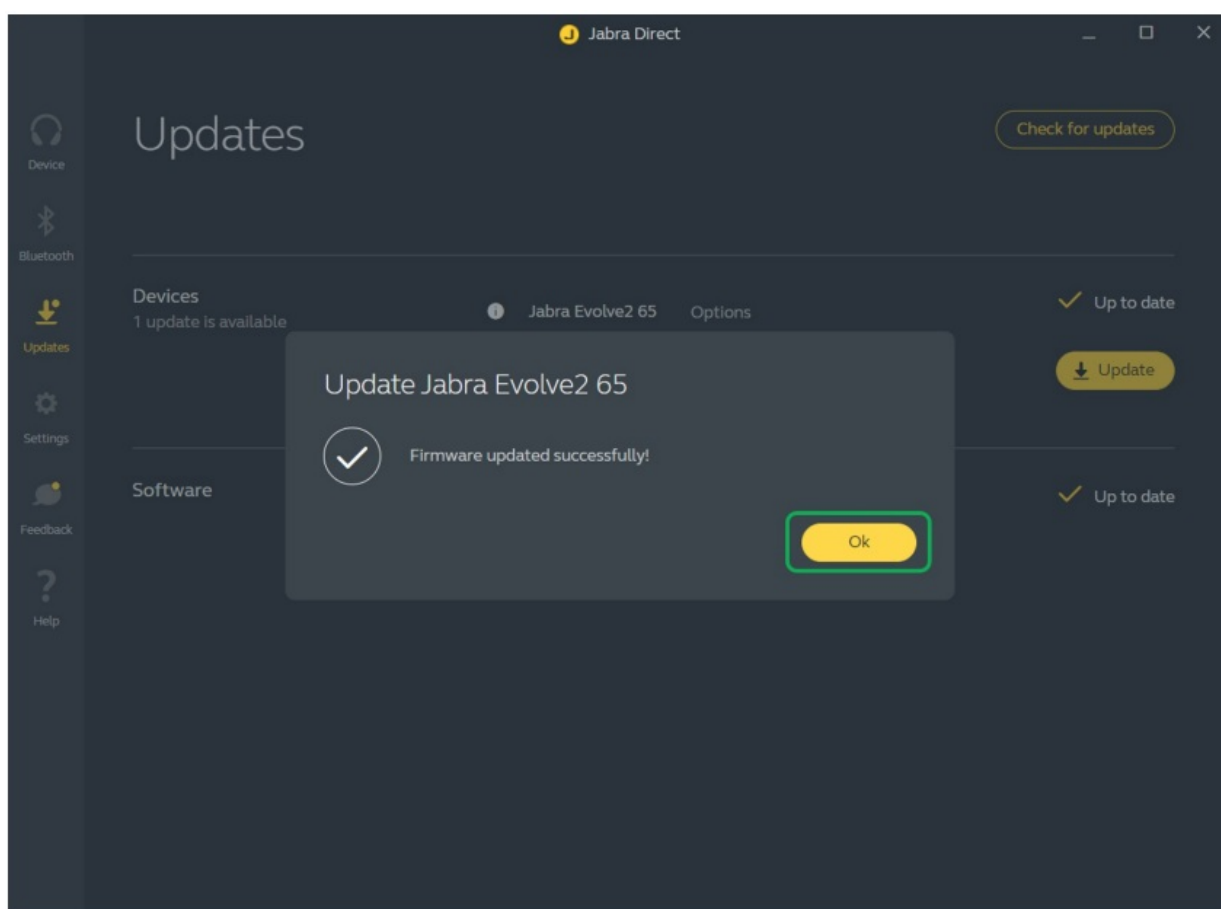 Jabra Direct
Updates
Check for updates
Device
Bluetooth
Updates
Settings
Feedback
Help
Devices
1 update is available
Jabra Evolve2 65 Options
Up to date
Update
Update Jabra Evolve2 65
Firmware updated successfully!
Ok
Software
Up to date